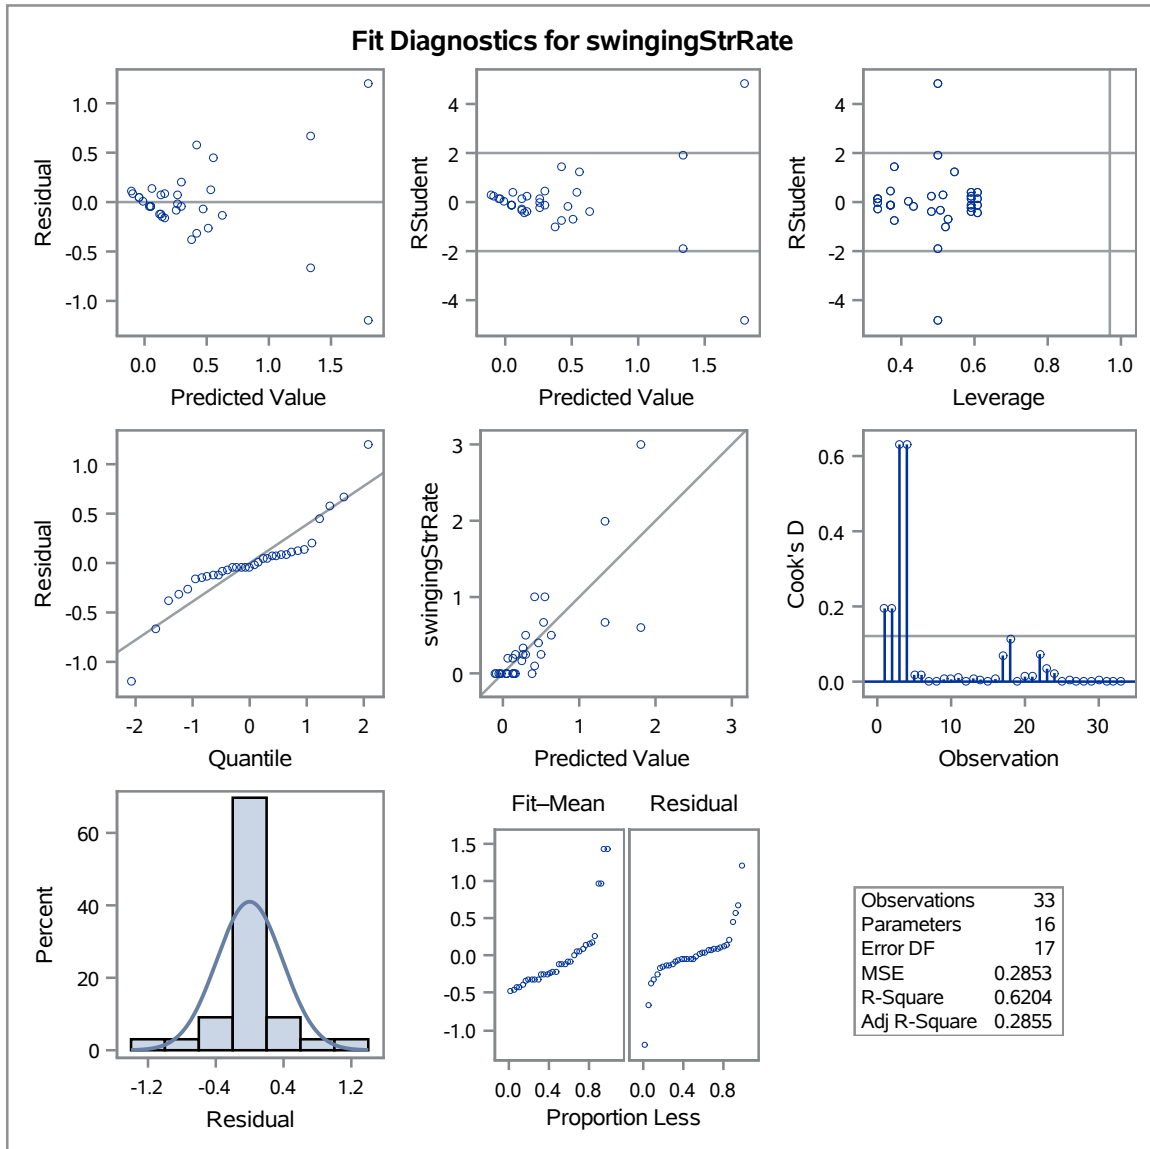 Fit Diagnostics for swingingStrRate
1.0
0.5
0.0
-0.5
-1.0
Residual
0.0 0.5 1.0 1.5
Predicted Value
4
2
0
-2
-4
RStudent
0.0 0.5 1.0 1.5
Predicted Value
4
2
0
-2
-4
RStudent
0.4 0.6 0.8 1.0
Leverage
1.0
0.5
0.0
-0.5
-1.0
Residual
-2 -1 0 1 2
Quantile
3
2
1
0
swingingStrRate
0 1 2 3
Predicted Value
0.6
0.4
0.2
0.0
Cook's D
0 10 20 30
Observation
60
40
20
0
Percent
-1.2 -0.4 0.4 1.2
Residual
Fit–Mean Residual
1.5
1.0
0.5
0.0
-0.5
-1.0
0.0 0.4 0.8 0.0 0.4 0.8
Proportion Less
Observations 33
Parameters 16
Error DF 17
MSE 0.2853
R-Square 0.6204
Adj R-Square 0.2855